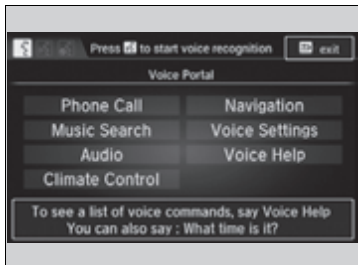 Press to start voice recognition exit
Voice Portal
Phone Call Navigation
Music Search Voice Settings
Audio Voice Help
Climate Control
To see a list of voice commands, say Voice Help
You can also say : What time is it?